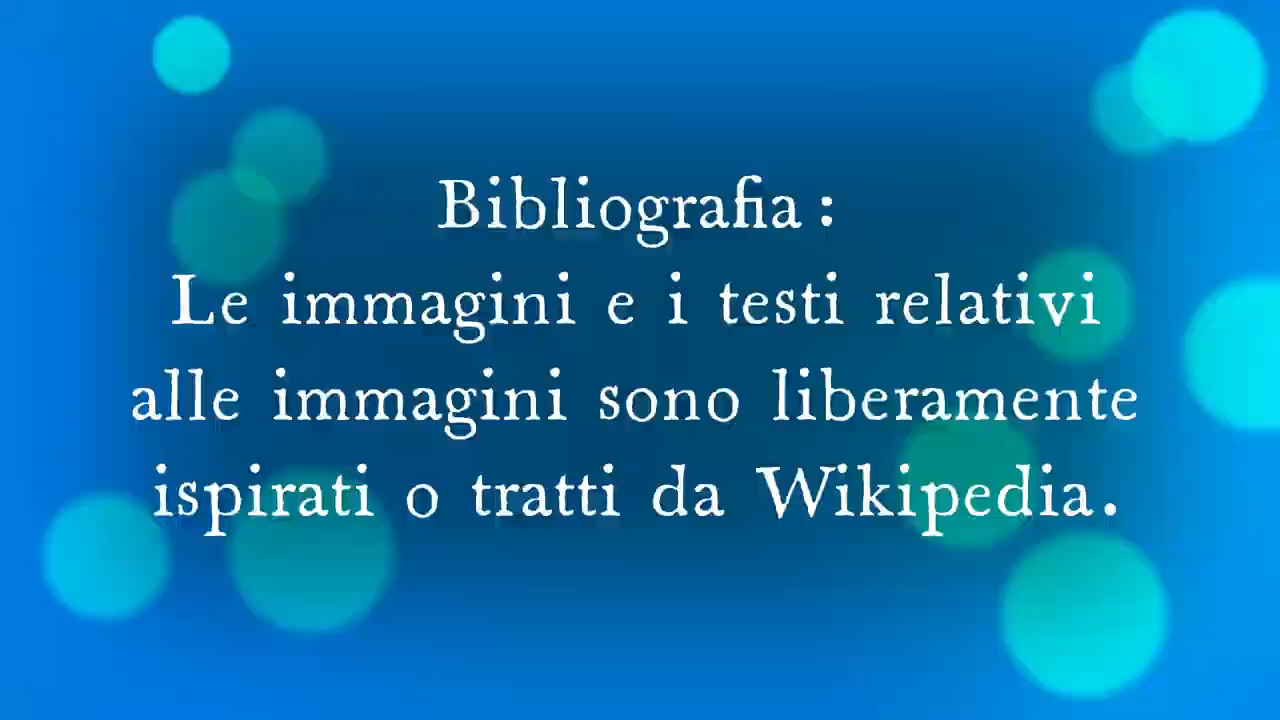 Bibliografia:
Le immagini e i testi relativi
alle immagini sono liberamente
ispirati o tratti da Wikipedia.